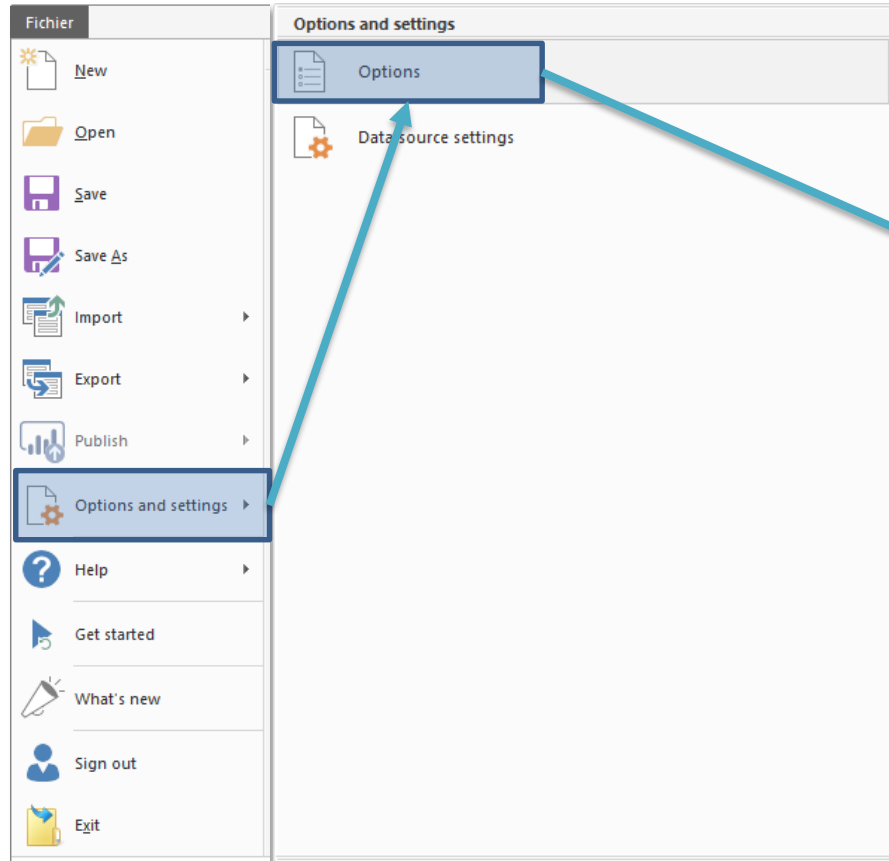 Fichier
New
Open
Save
Save As
Import
Export
Publish
Options and settings
Help
Get started
What's new
Sign out
Exit
Options and settings
Options
Data source settings